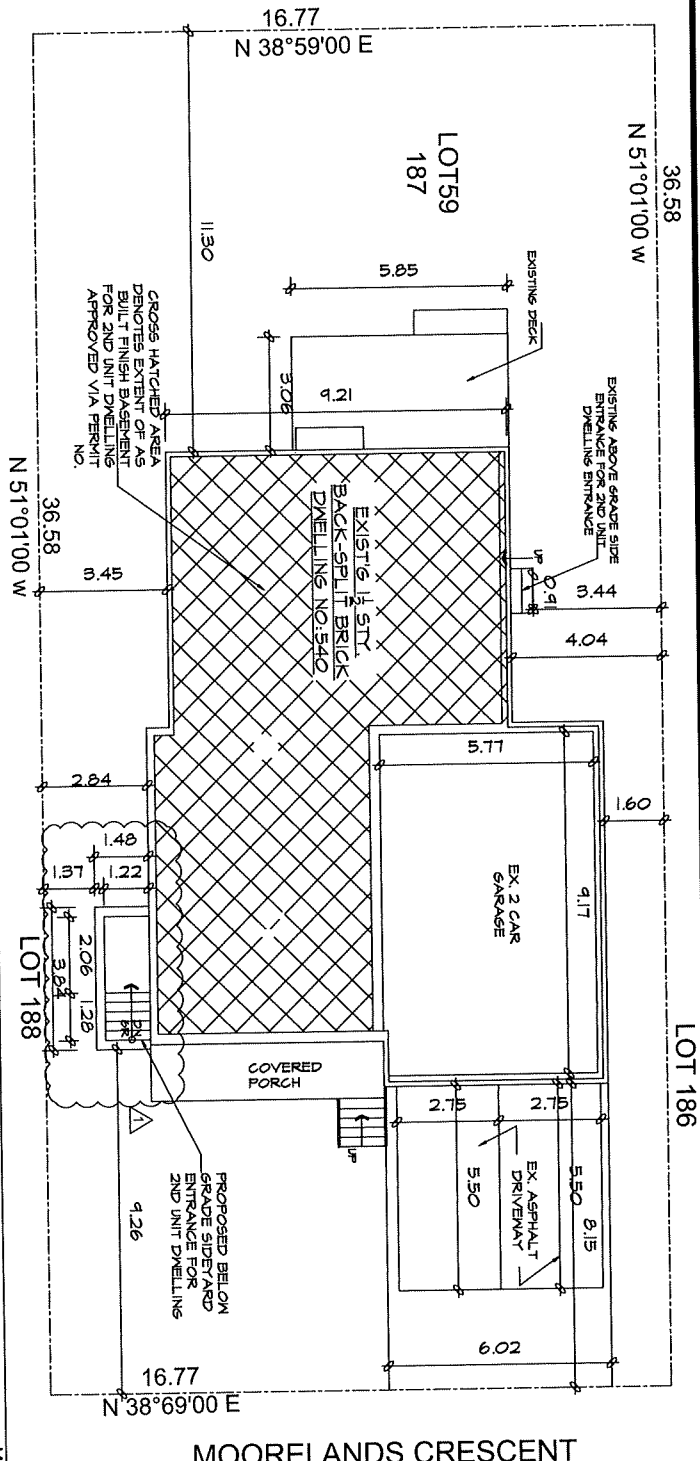 16.77
N 38°59'00 E
36.58
N 51°01'00 W
LOT59
187
11.30
5.85
EXISTING DECK
3.06
9.21
EXISTING ABOVE GRADE SIDE
ENTRANCE FOR 2ND UNIT
DWELLING ENTRANCE
CROSS HATCHED AREA
DENOTES EXTENT OF AS
BUILT FINISH BASEMENT
FOR 2ND UNIT DWELLING
APPROVED VIA PERMIT
NO.
EXIST'G 1½ STY
BACK-SPLIT BRICK
DWELLING NO:540
UP
0.91
3.44
4.04
36.58
N 51°01'00 W
3.45
2.84
5.77
1.60
9.17
EX. 2 CAR
GARAGE
1.48
1.37
1.22
2.06
1.28
3.84
DN
5R
LOT 188
LOT 186
COVERED
PORCH
UP
1
2.75
2.75
5.50
5.50
8.15
EX. ASPHALT
DRIVEWAY
PROPOSED BELOW
GRADE SIDEYARD
ENTRANCE FOR
2ND UNIT DWELLING
9.26
6.02
16.77
N 38°69'00 E
MOORELANDS CRESCENT